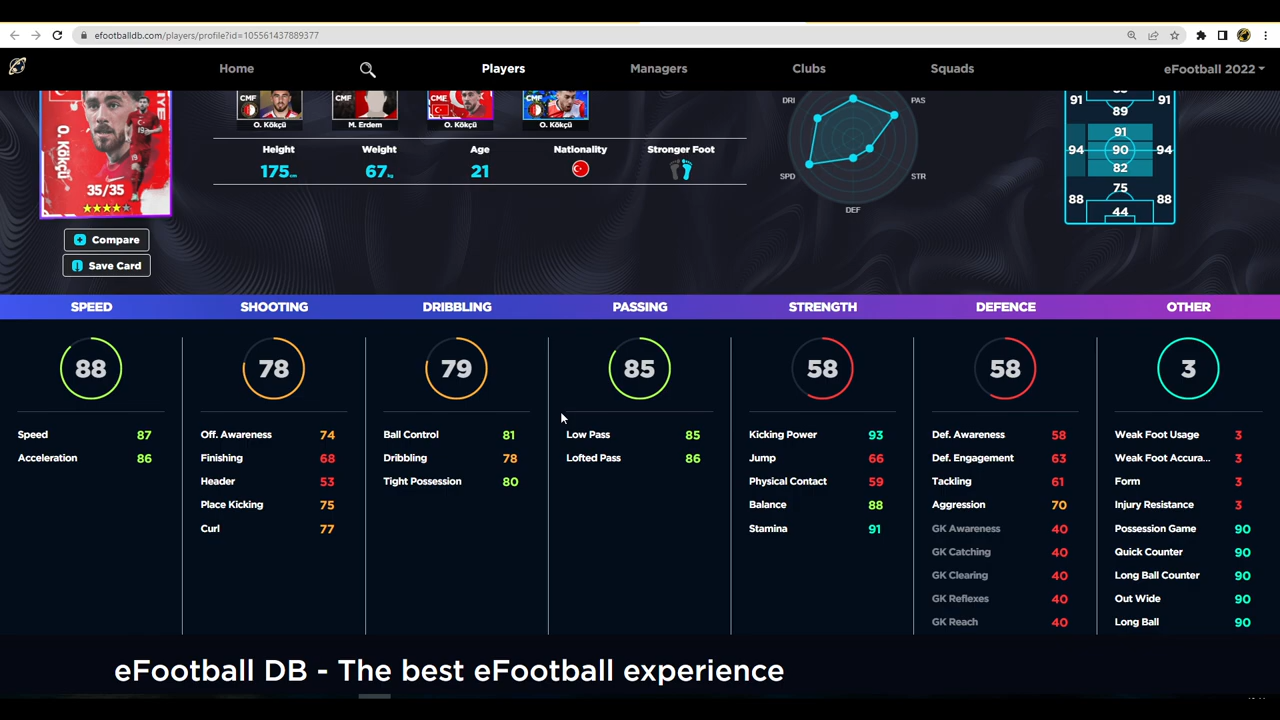 efootballdb.com/players/profile?id=105561437889377
Home
Players
Managers
Clubs
Squads
eFootball 2022
O. Kökçü
35/35
CMF
O. Kökçü
CMF
M. Erdem
CMF
O. Kökçü
CMF
O. Kökçü
Height Weight Age Nationality Stronger Foot
175cm 67kg 21
DRI PAS
SPD STR
DEF
91 91
89
91
94 90 94
82
75
88 88
44
Compare
Save Card
SPEED SHOOTING DRIBBLING PASSING STRENGTH DEFENCE OTHER
88 78 79 85 58 58 3
Speed 87
Acceleration 86
Off. Awareness 74
Finishing 68
Header 53
Place Kicking 75
Curl 77
Ball Control 81
Dribbling 78
Tight Possession 80
Low Pass 85
Lofted Pass 86
Kicking Power 93
Jump 66
Physical Contact 59
Balance 88
Stamina 91
Def. Awareness 58
Def. Engagement 63
Tackling 61
Aggression 70
GK Awareness 40
GK Catching 40
GK Clearing 40
GK Reflexes 40
GK Reach 40
Weak Foot Usage 3
Weak Foot Accura... 3
Form 3
Injury Resistance 3
Possession Game 90
Quick Counter 90
Long Ball Counter 90
Out Wide 90
Long Ball 90
eFootball DB - The best eFootball experience